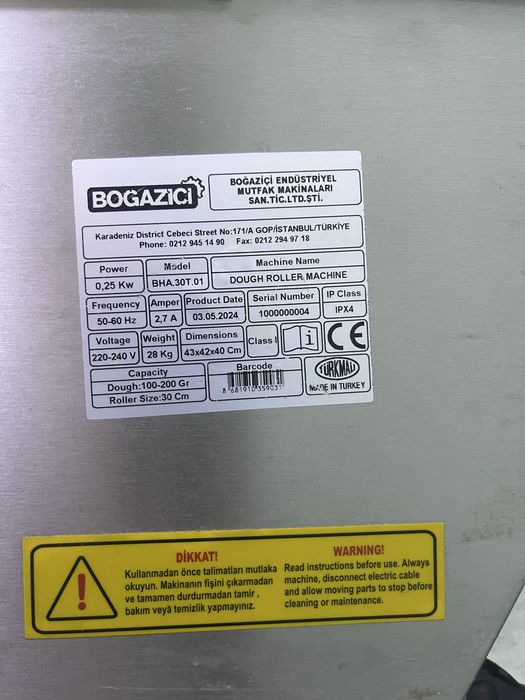 BOĞAZİÇİ
BOĞAZİÇİ ENDÜSTRİYEL
MUTFAK MAKİNALARI
SAN.TİC.LTD.ŞTİ.
Karadeniz District Cebeci Street No:171/A GOP/İSTANBUL/TÜRKİYE
Phone: 0212 945 14 90 Fax: 0212 294 97 18
Power
0,25 Kw
Model
BHA.30T.01
Machine Name
DOUGH ROLLER MACHINE
Frequency
50-60 Hz
Amper
2,7 A
Product Date
03.05.2024
Serial Number
1000000004
IP Class
IPX4
Voltage
220-240 V
Weight
28 Kg
Dimensions
43x42x40 Cm
Class I
i
CE
Capacity
Dough:100-200 Gr
Roller Size:30 Cm
Barcode
8 681910 359031
TÜRKMALI
MADE IN TURKEY
DİKKAT!
Kullanmadan önce talimatları mutlaka
okuyun. Makinanın fişini çıkarmadan
ve tamamen durdurmadan tamir ,
bakım veya temizlik yapmayınız.
WARNING!
Read instructions before use. Always
machine, disconnect electric cable
and allow moving parts to stop before
cleaning or maintenance.